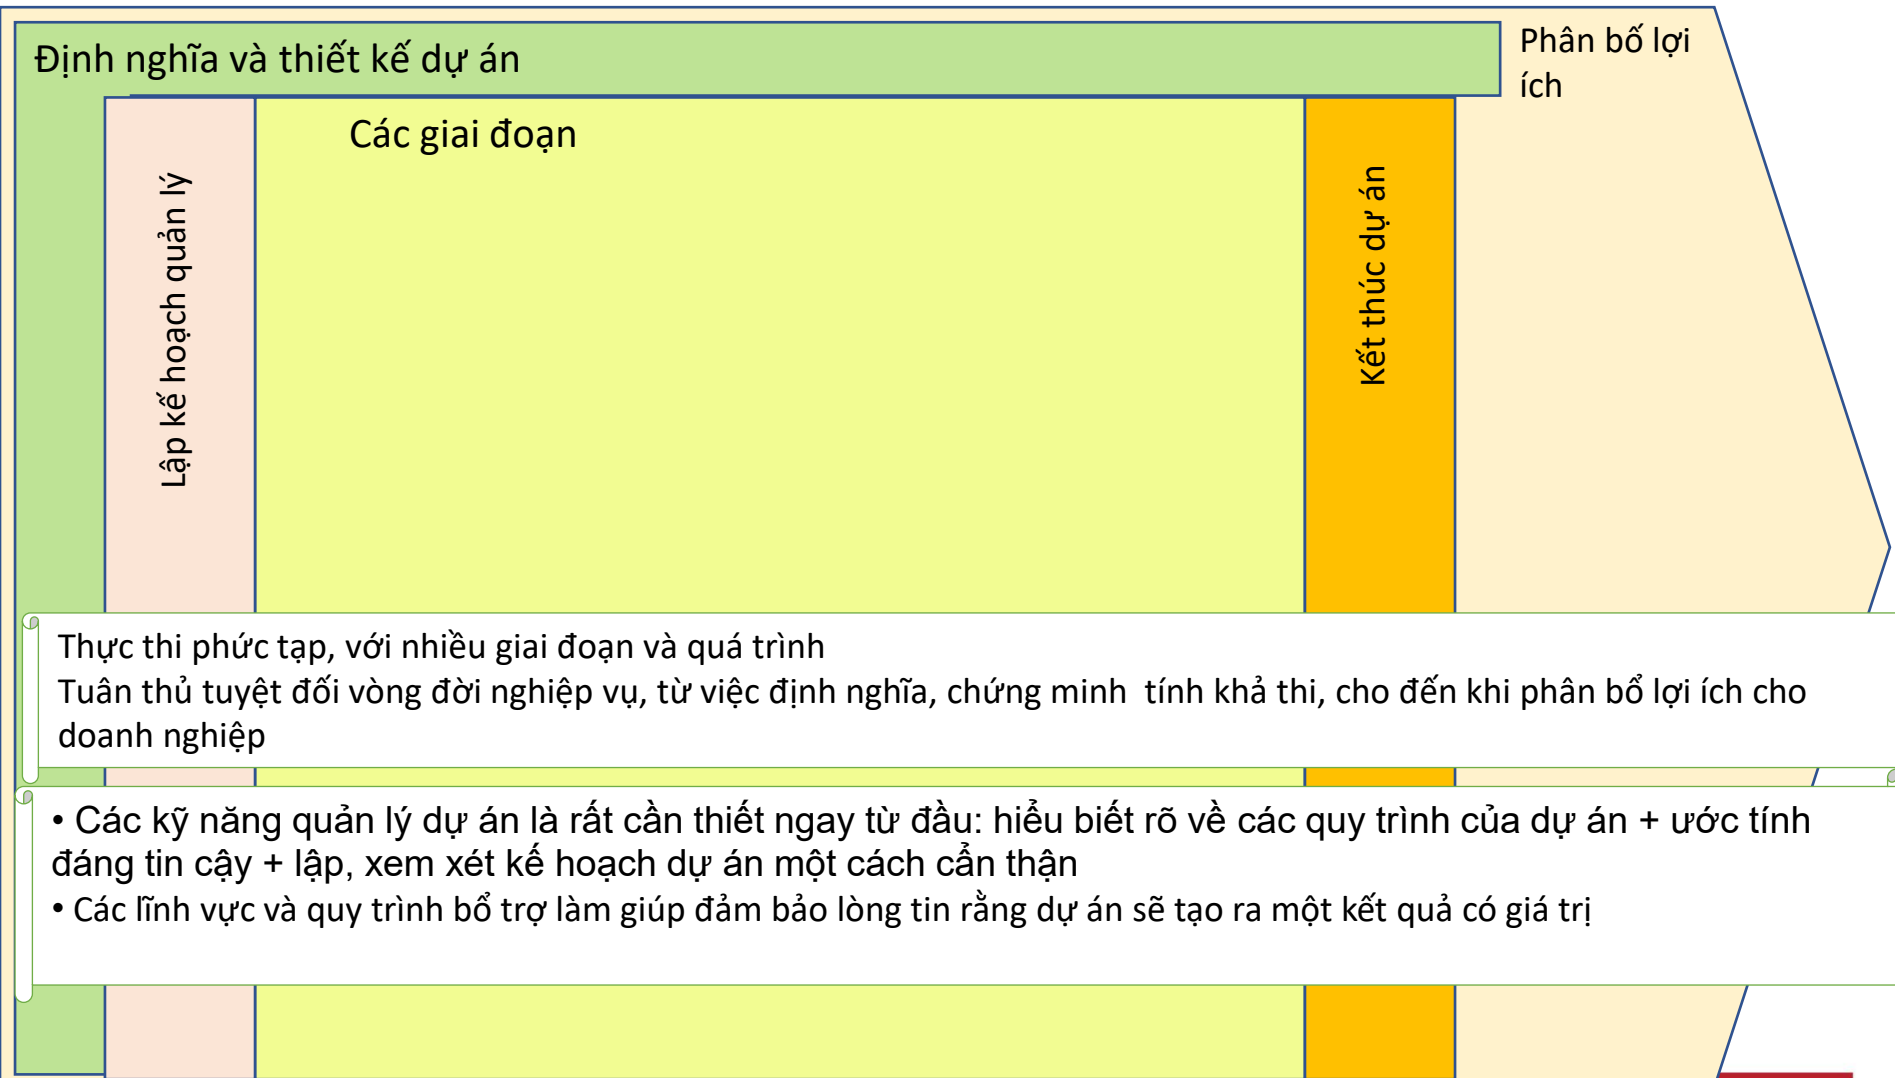 Định nghĩa và thiết kế dự án
Phân bố lợi
ích
Các giai đoạn
Lập kế hoạch quản lý
Kết thúc dự án
Thực thi phức tạp, với nhiều giai đoạn và quá trình
Tuân thủ tuyệt đối vòng đời nghiệp vụ, từ việc định nghĩa, chứng minh tính khả thi, cho đến khi phân bổ lợi ích cho
doanh nghiệp
• Các kỹ năng quản lý dự án là rất cần thiết ngay từ đầu: hiểu biết rõ về các quy trình của dự án + ước tính
đáng tin cậy + lập, xem xét kế hoạch dự án một cách cẩn thận
• Các lĩnh vực và quy trình bổ trợ làm giúp đảm bảo lòng tin rằng dự án sẽ tạo ra một kết quả có giá trị